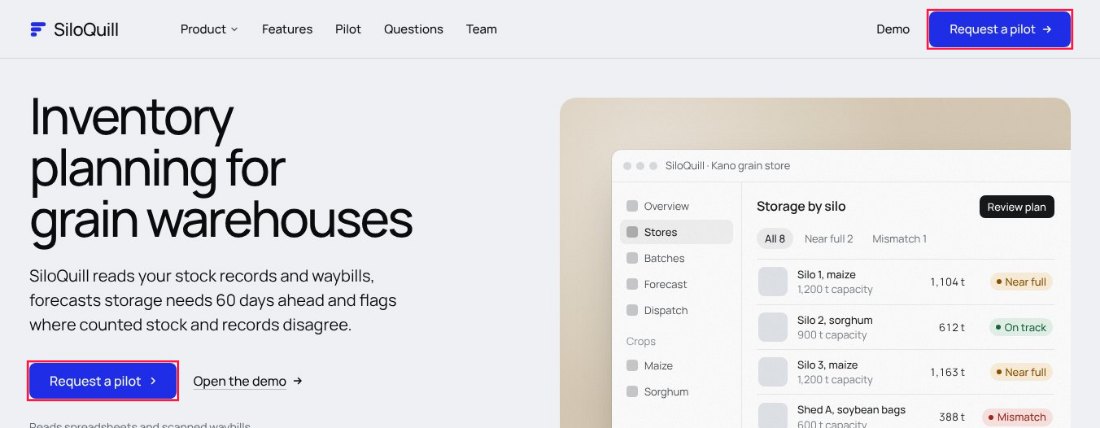 SiloQuill
Product
Features
Pilot
Questions
Team
Demo
Request a pilot →
Inventory
planning for
grain warehouses
SiloQuill reads your stock records and waybills,
forecasts storage needs 60 days ahead and flags
where counted stock and records disagree.
Request a pilot
Open the demo →
Reads spreadsheets and scanned waybills
SiloQuill · Kano grain store
Overview
Stores
Batches
Forecast
Dispatch
Crops
Maize
Sorghum
Storage by silo
Review plan
All 8
Near full 2
Mismatch 1
Silo 1, maize
1,200 t capacity
1,104 t
Near full
Silo 2, sorghum
900 t capacity
612 t
On track
Silo 3, maize
1,200 t capacity
1,163 t
Near full
Shed A, soybean bags
600 t capacity
388 t
Mismatch